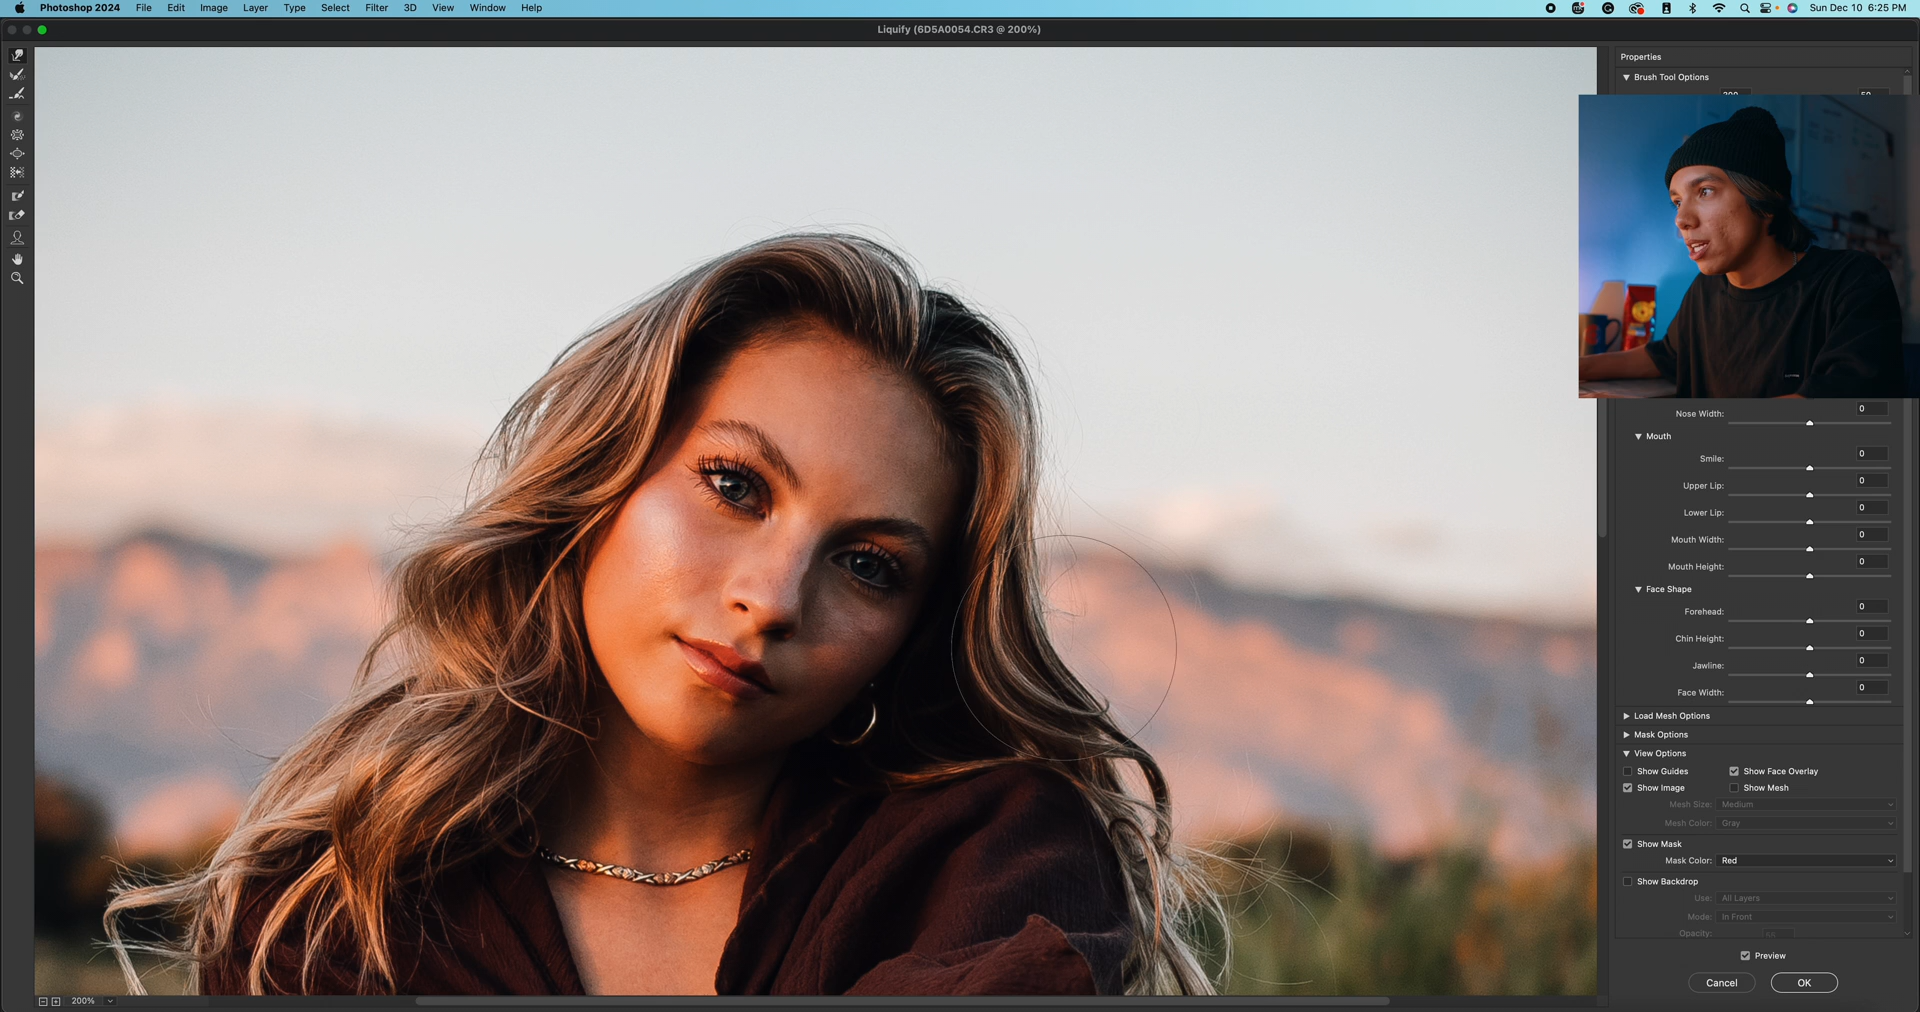 Photoshop 2024 File Edit Image Layer Type Select Filter 3D View Window Help Sun Dec 10 6:25 PM
Liquify (6D5A0054.CR3 @ 200%)
Properties
Brush Tool Options
Nose Width: 0
Mouth
Smile: 0
Upper Lip: 0
Lower Lip: 0
Mouth Width: 0
Mouth Height: 0
Face Shape
Forehead: 0
Chin Height: 0
Jawline: 0
Face Width: 0
Load Mesh Options
Mask Options
View Options
Show Guides Show Face Overlay
Show Image Show Mesh
Mesh Size: Medium
Mesh Color: Gray
Show Mask
Mask Color: Red
Show Backdrop
Use: All Layers
Mode: In Front
Opacity:
Preview
Cancel OK
200%